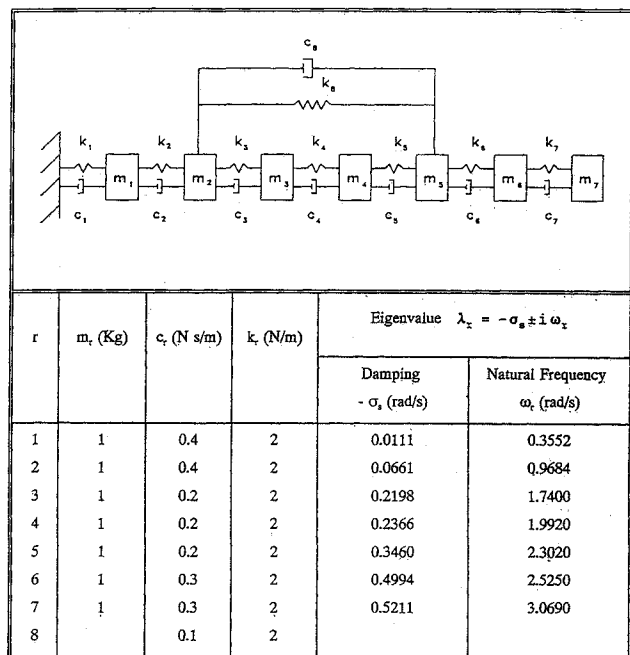 c₈
k₈
k₁ k₂ k₃ k₄ k₅ k₆ k₇
m₁ m₂ m₃ m₄ m₅ m₆ m₇
c₁ c₂ c₃ c₄ c₅ c₆ c₇
r mᵣ (Kg) cᵣ (N s/m) kᵣ (N/m) Eigenvalue λᵣ = -σₛ ± i ωᵣ
Damping Natural Frequency
- σₛ (rad/s) ωᵣ (rad/s)
1 1 0.4 2 0.0111 0.3552
2 1 0.4 2 0.0661 0.9684
3 1 0.2 2 0.2198 1.7400
4 1 0.2 2 0.2366 1.9920
5 1 0.2 2 0.3460 2.3020
6 1 0.3 2 0.4994 2.5250
7 1 0.3 2 0.5211 3.0690
8 0.1 2